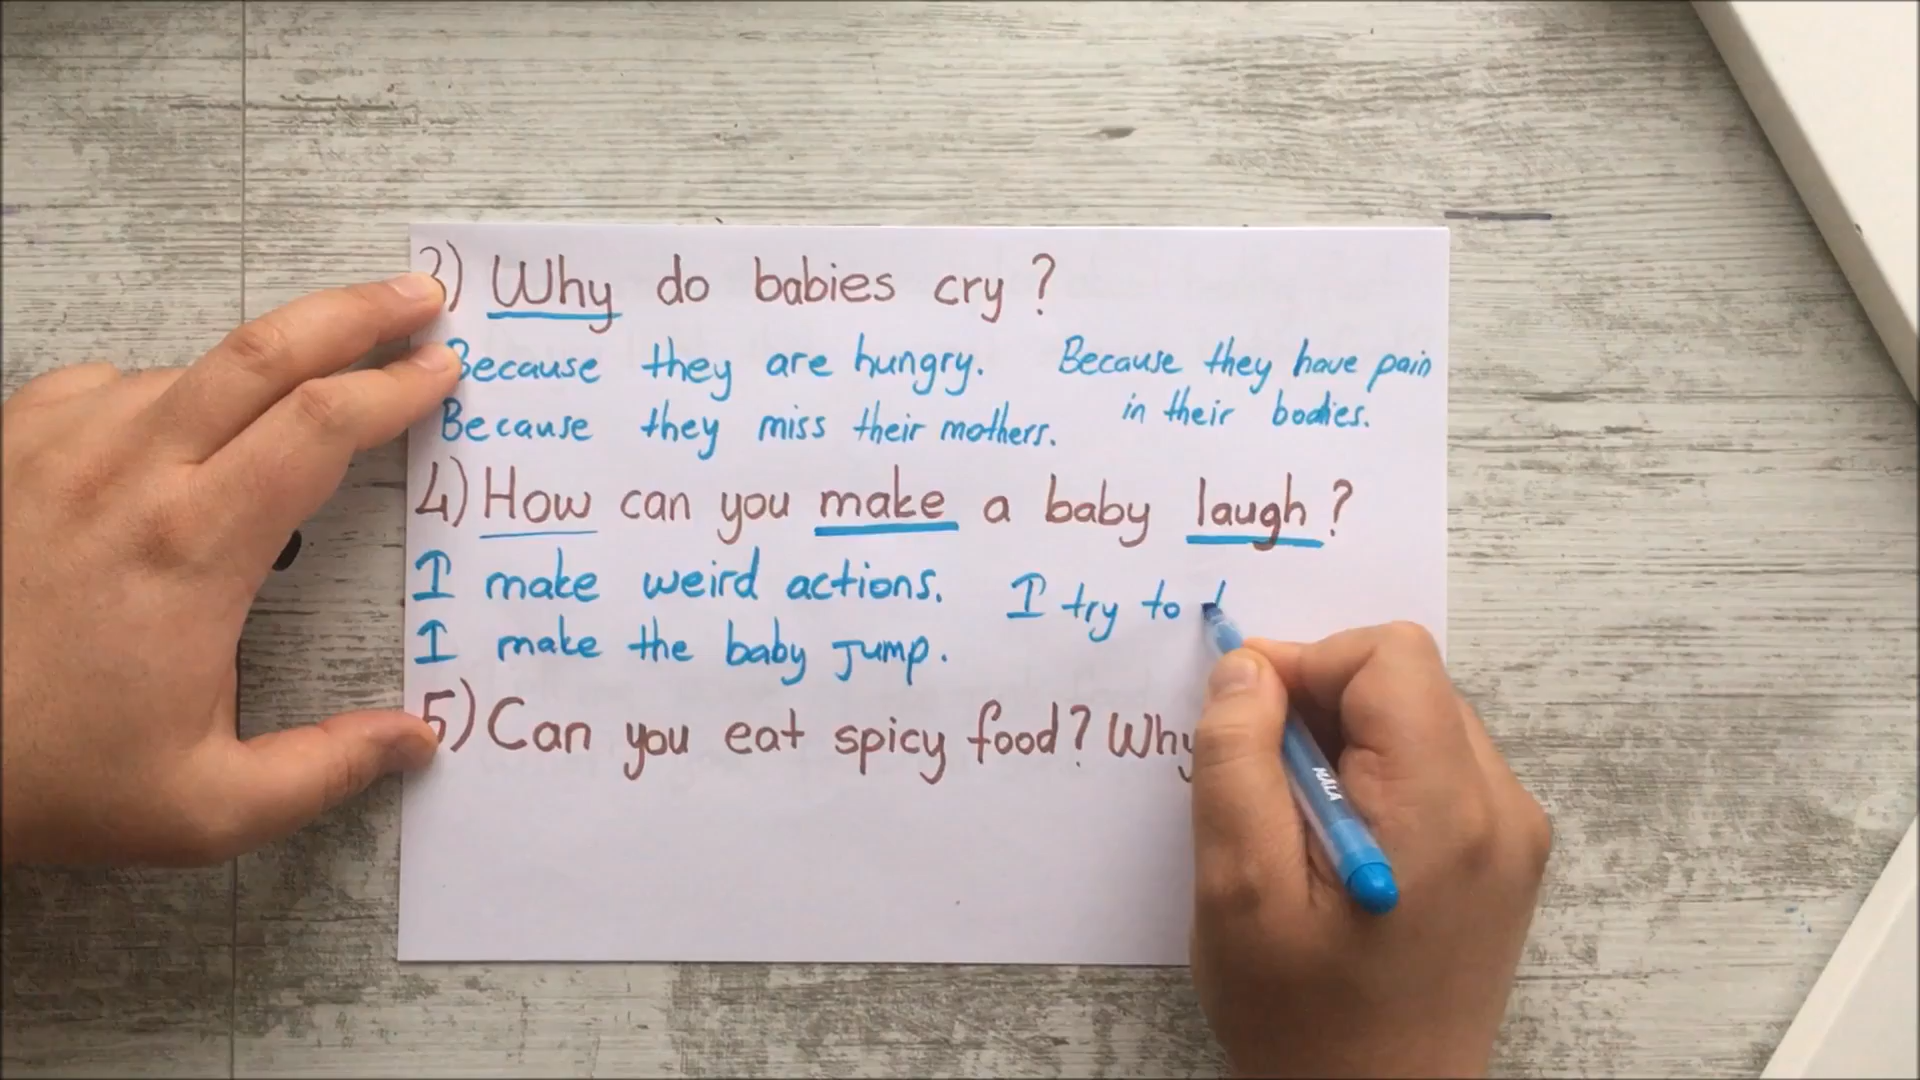 3) Why do babies cry?
Because they are hungry.
Because they miss their mothers.
Because they have pain
in their bodies.
4) How can you make a baby laugh?
I make weird actions.
I make the baby jump.
I try to
5) Can you eat spicy food? Why
MÅLA